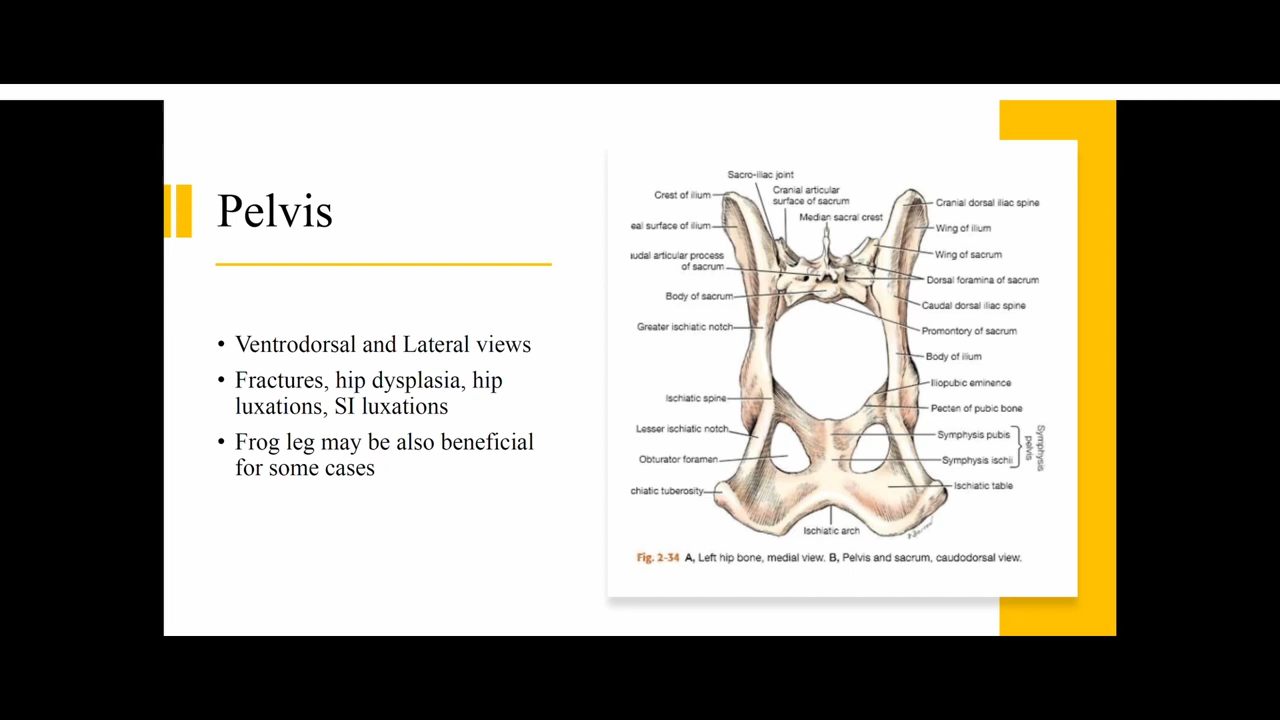 Pelvis
• Ventrodorsal and Lateral views
• Fractures, hip dysplasia, hip
luxations, SI luxations
• Frog leg may be also beneficial
for some cases
Sacro-iliac joint
Crest of ilium
Cranial articular
surface of sacrum
Median sacral crest
eal surface of ilium
udal articular process
of sacrum
Body of sacrum
Greater ischiatic notch
Ischiatic spine
Lesser ischiatic notch
Obturator foramen
chiatic tuberosity
Ischiatic arch
Cranial dorsal iliac spine
Wing of ilium
Wing of sacrum
Dorsal foramina of sacrum
Caudal dorsal iliac spine
Promontory of sacrum
Body of ilium
Iliopubic eminence
Pecten of pubic bone
Symphysis pubis
Symphysis ischii
Symphysis
pelvis
Ischiatic table
Fig. 2-34 A, Left hip bone, medial view. B, Pelvis and sacrum, caudodorsal view.